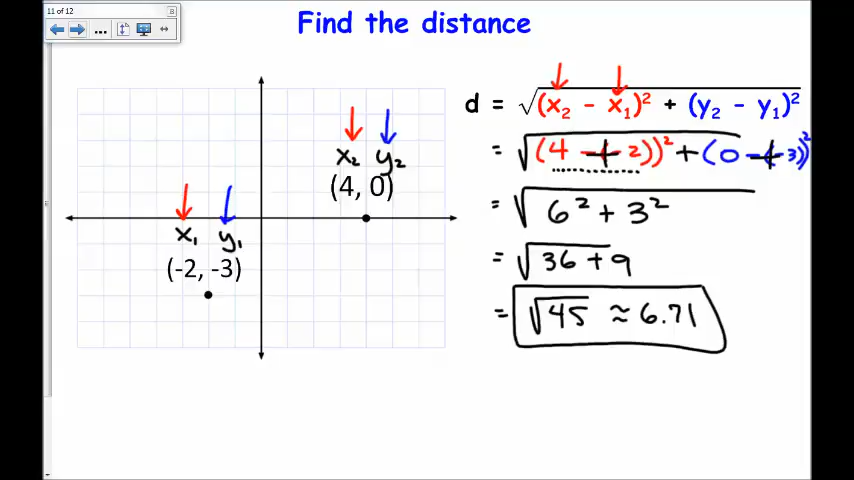 11 of 12
Find the distance
d = √(x₂ - x₁)² + (y₂ - y₁)²
= √(4 -(-2))² + (0 -(-3))²
= √6² + 3²
= √36 + 9
= √45 ≈ 6.71
x₂ y₂
(4, 0)
x₁ y₁
(-2, -3)